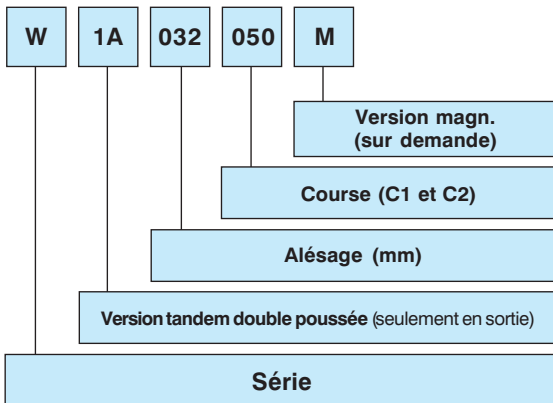 W 1A 032 050 M
Version magn.
(sur demande)
Course (C1 et C2)
Alésage (mm)
Version tandem double poussée (seulement en sortie)
Série